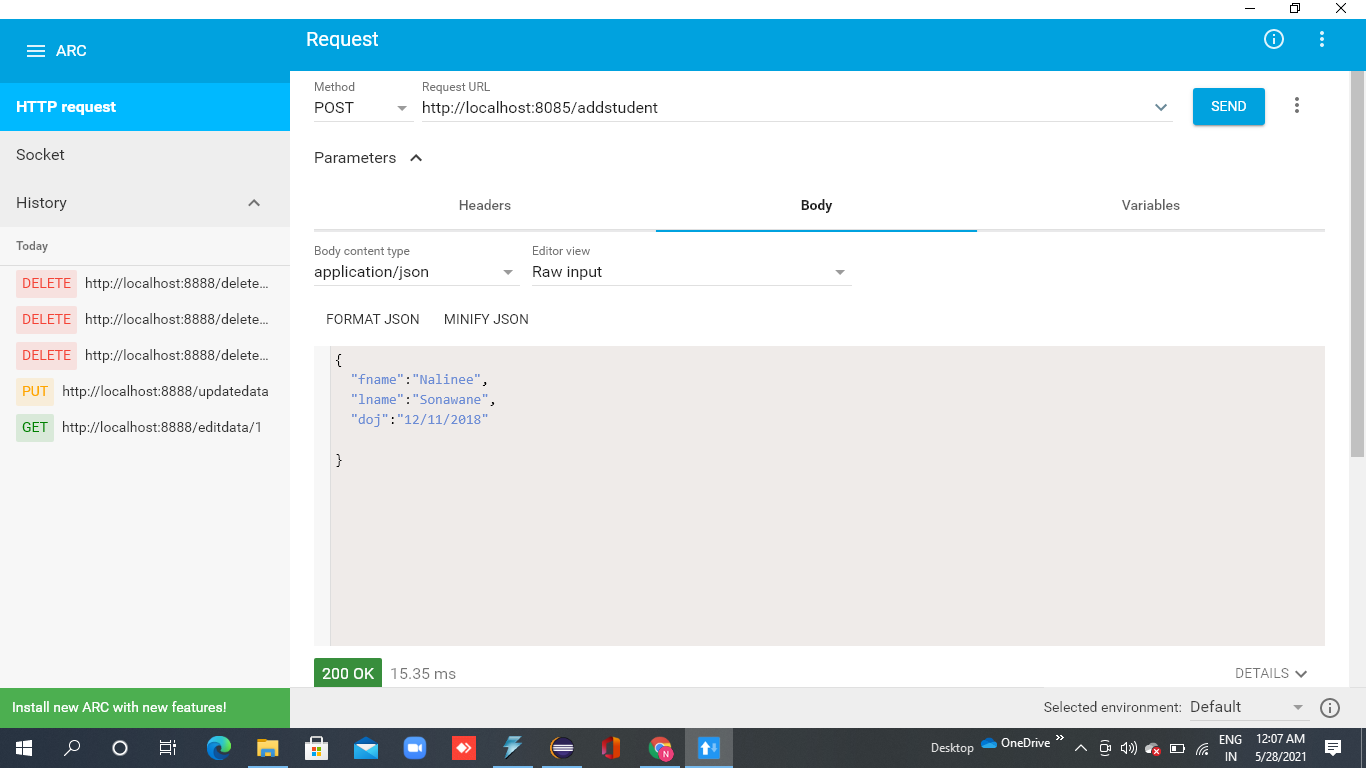 ARC
Request
HTTP request
Socket
History
Today
DELETE http://localhost:8888/delete...
DELETE http://localhost:8888/delete...
DELETE http://localhost:8888/delete...
PUT http://localhost:8888/updatedata
GET http://localhost:8888/editdata/1
Install new ARC with new features!
Method
POST
Request URL
http://localhost:8085/addstudent
SEND
Parameters
Headers Body Variables
Body content type
application/json
Editor view
Raw input
FORMAT JSON MINIFY JSON
{
"fname":"Nalinee",
"lname":"Sonawane",
"doj":"12/11/2018"
}
200 OK 15.35 ms DETAILS
Selected environment: Default
Desktop OneDrive
ENG
IN
12:07 AM
5/28/2021